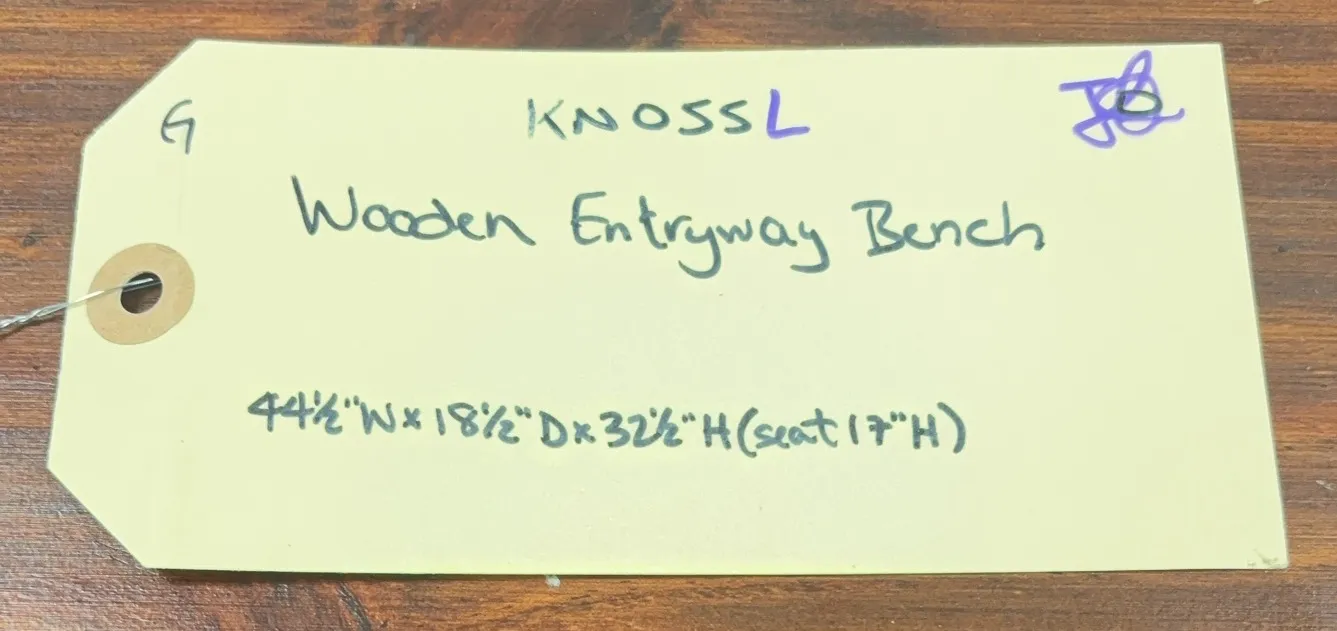 G
KNOSSL
Wooden Entryway Bench
44½"W x 18½"D x 32½"H (seat 17"H)